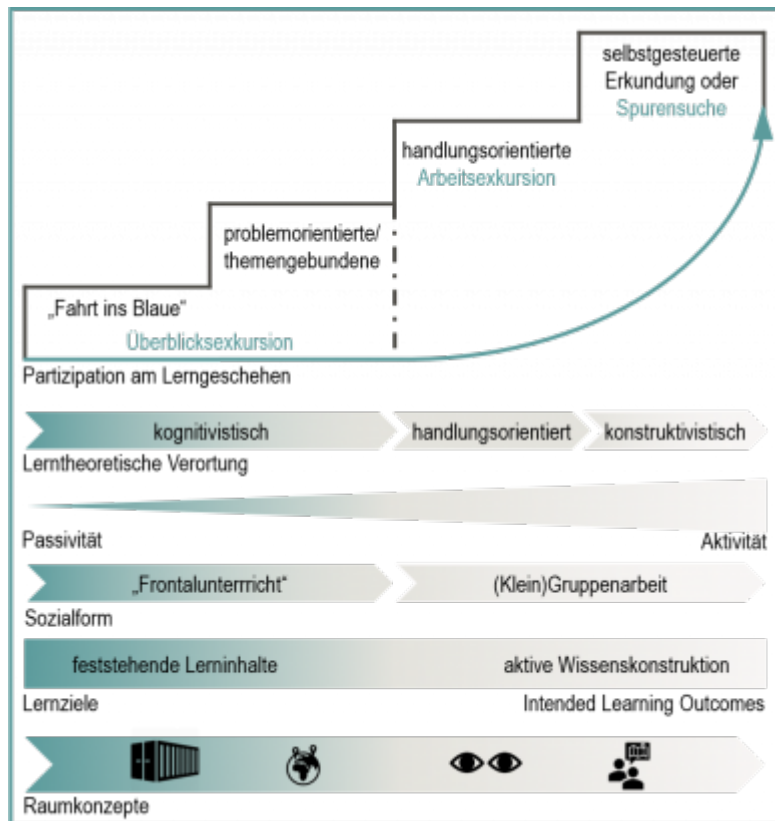 selbstgesteuerte
Erkundung oder
Spurensuche
handlungsorientierte
Arbeitsexkursion
problemorientierte/
themengebundene
„Fahrt ins Blaue“
Überblicksexkursion
Partizipation am Lerngeschehen
kognitivistisch handlungsorientiert konstruktivistisch
Lerntheoretische Verortung
Passivität Aktivität
„Frontalunterrricht“ (Klein)Gruppenarbeit
Sozialform
feststehende Lerninhalte aktive Wissenskonstruktion
Lernziele Intended Learning Outcomes
Raumkonzepte